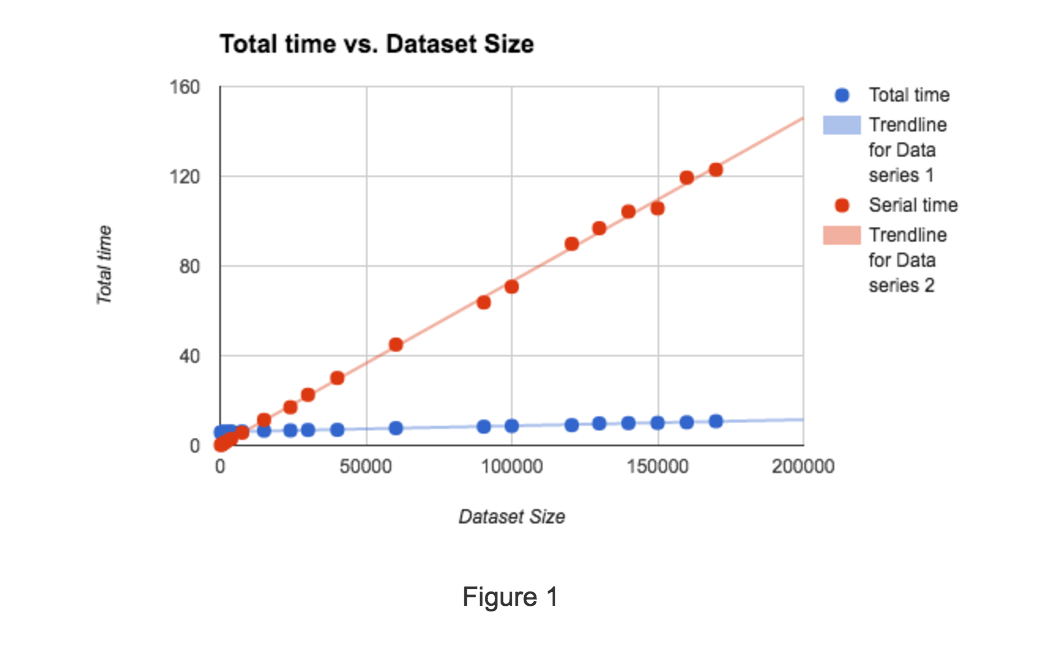 Total time vs. Dataset Size
160
120
80
40
0
0
50000
100000
150000
200000
Total time
Dataset Size
Total time
Trendline
for Data
series 1
Serial time
Trendline
for Data
series 2
Figure 1